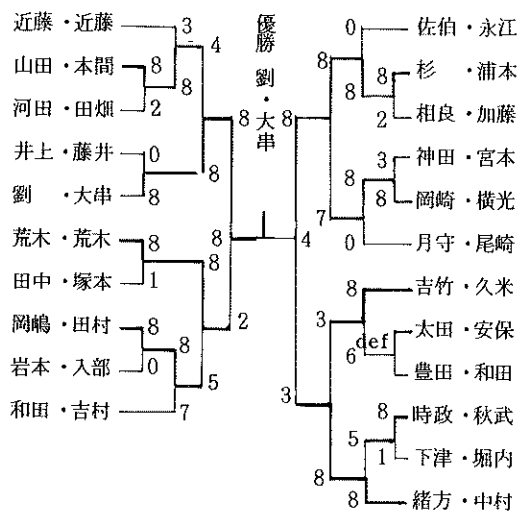 優勝 劉・大串
近藤・近藤
3
4
山田・本間
8
8
河田・田畑
2
8
井上・藤井
0
8
劉・大串
8
8
荒木・荒木
8
8
田中・塚本
1
2
岡嶋・田村
8
8
岩本・入部
0
5
和田・吉村
7
佐伯・永江
0
8
杉・浦本
8
8
相良・加藤
2
8
神田・宮本
3
8
岡崎・横光
8
7
月守・尾崎
0
4
吉竹・久米
8
3
太田・安保
def
6
豊田・和田
3
時政・秋武
8
5
下津・堀内
1
8
緒方・中村
8